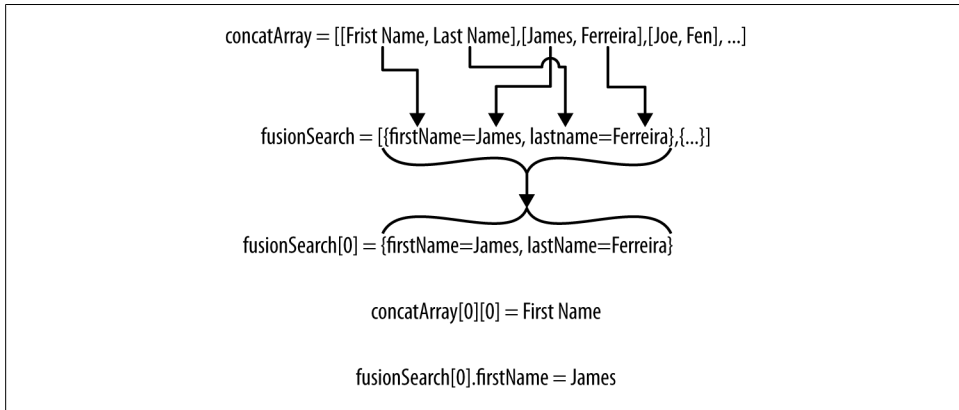 concatArray = [[Frist Name, Last Name],[James, Ferreira],[Joe, Fen], ...]
fusionSearch = [{firstName=James, lastname=Ferreira},{...}]
fusionSearch[0] = {firstName=James, lastName=Ferreira}
concatArray[0][0] = First Name
fusionSearch[0].firstName = James